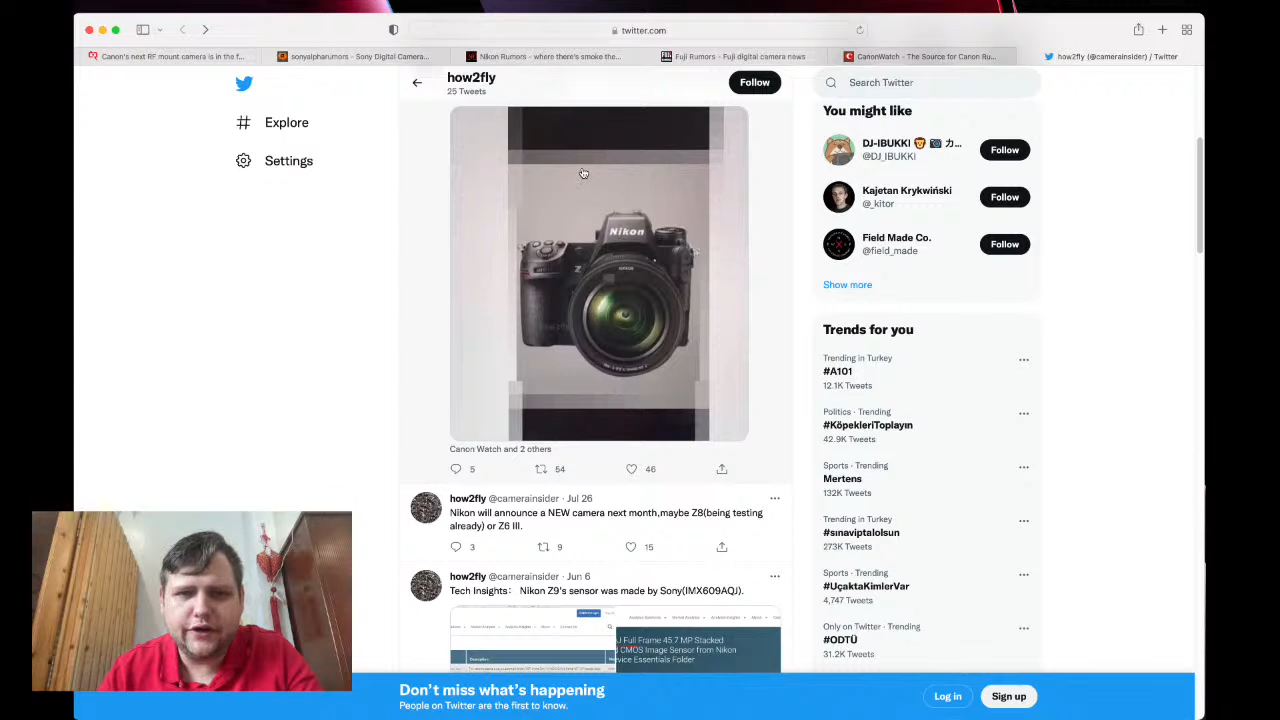 twitter.com
Canon's next RF mount camera is in the f...
sonyalpharumors - Sony Digital Camera...
Nikon Rumors - where there's smoke the...
Fuji Rumors - Fuji digital camera news
CanonWatch - The Source for Canon Ru...
how2fly (@camerainsider) / Twitter
how2fly
25 Tweets
Follow
Search Twitter
Explore
Settings
Nikon
Z
Canon Watch and 2 others
5
54
46
how2fly @camerainsider · Jul 26
Nikon will announce a NEW camera next month,maybe Z8(being testing
already) or Z6 III.
3
9
15
how2fly @camerainsider · Jun 6
Tech Insights: Nikon Z9's sensor was made by Sony(IMX609AQJ).
J Full Frame 45.7 MP Stacked
d CMOS Image Sensor from Nikon
vice Essentials Folder
You might like
DJ-IBUKKI 🦁 📷 カ...
@DJ_IBUKKI
Follow
Kajetan Krykwiński
@_kitor
Follow
Field Made Co.
@field_made
Follow
Show more
Trends for you
Trending in Turkey
#A101
12.1K Tweets
Politics · Trending
#KöpekleriToplayın
42.9K Tweets
Sports · Trending
Mertens
132K Tweets
Trending in Turkey
#sınaviptalolsun
273K Tweets
Sports · Trending
#UçaktaKimlerVar
4,747 Tweets
Only on Twitter · Trending
#ODTÜ
31.2K Tweets
Don't miss what's happening
People on Twitter are the first to know.
Log in
Sign up